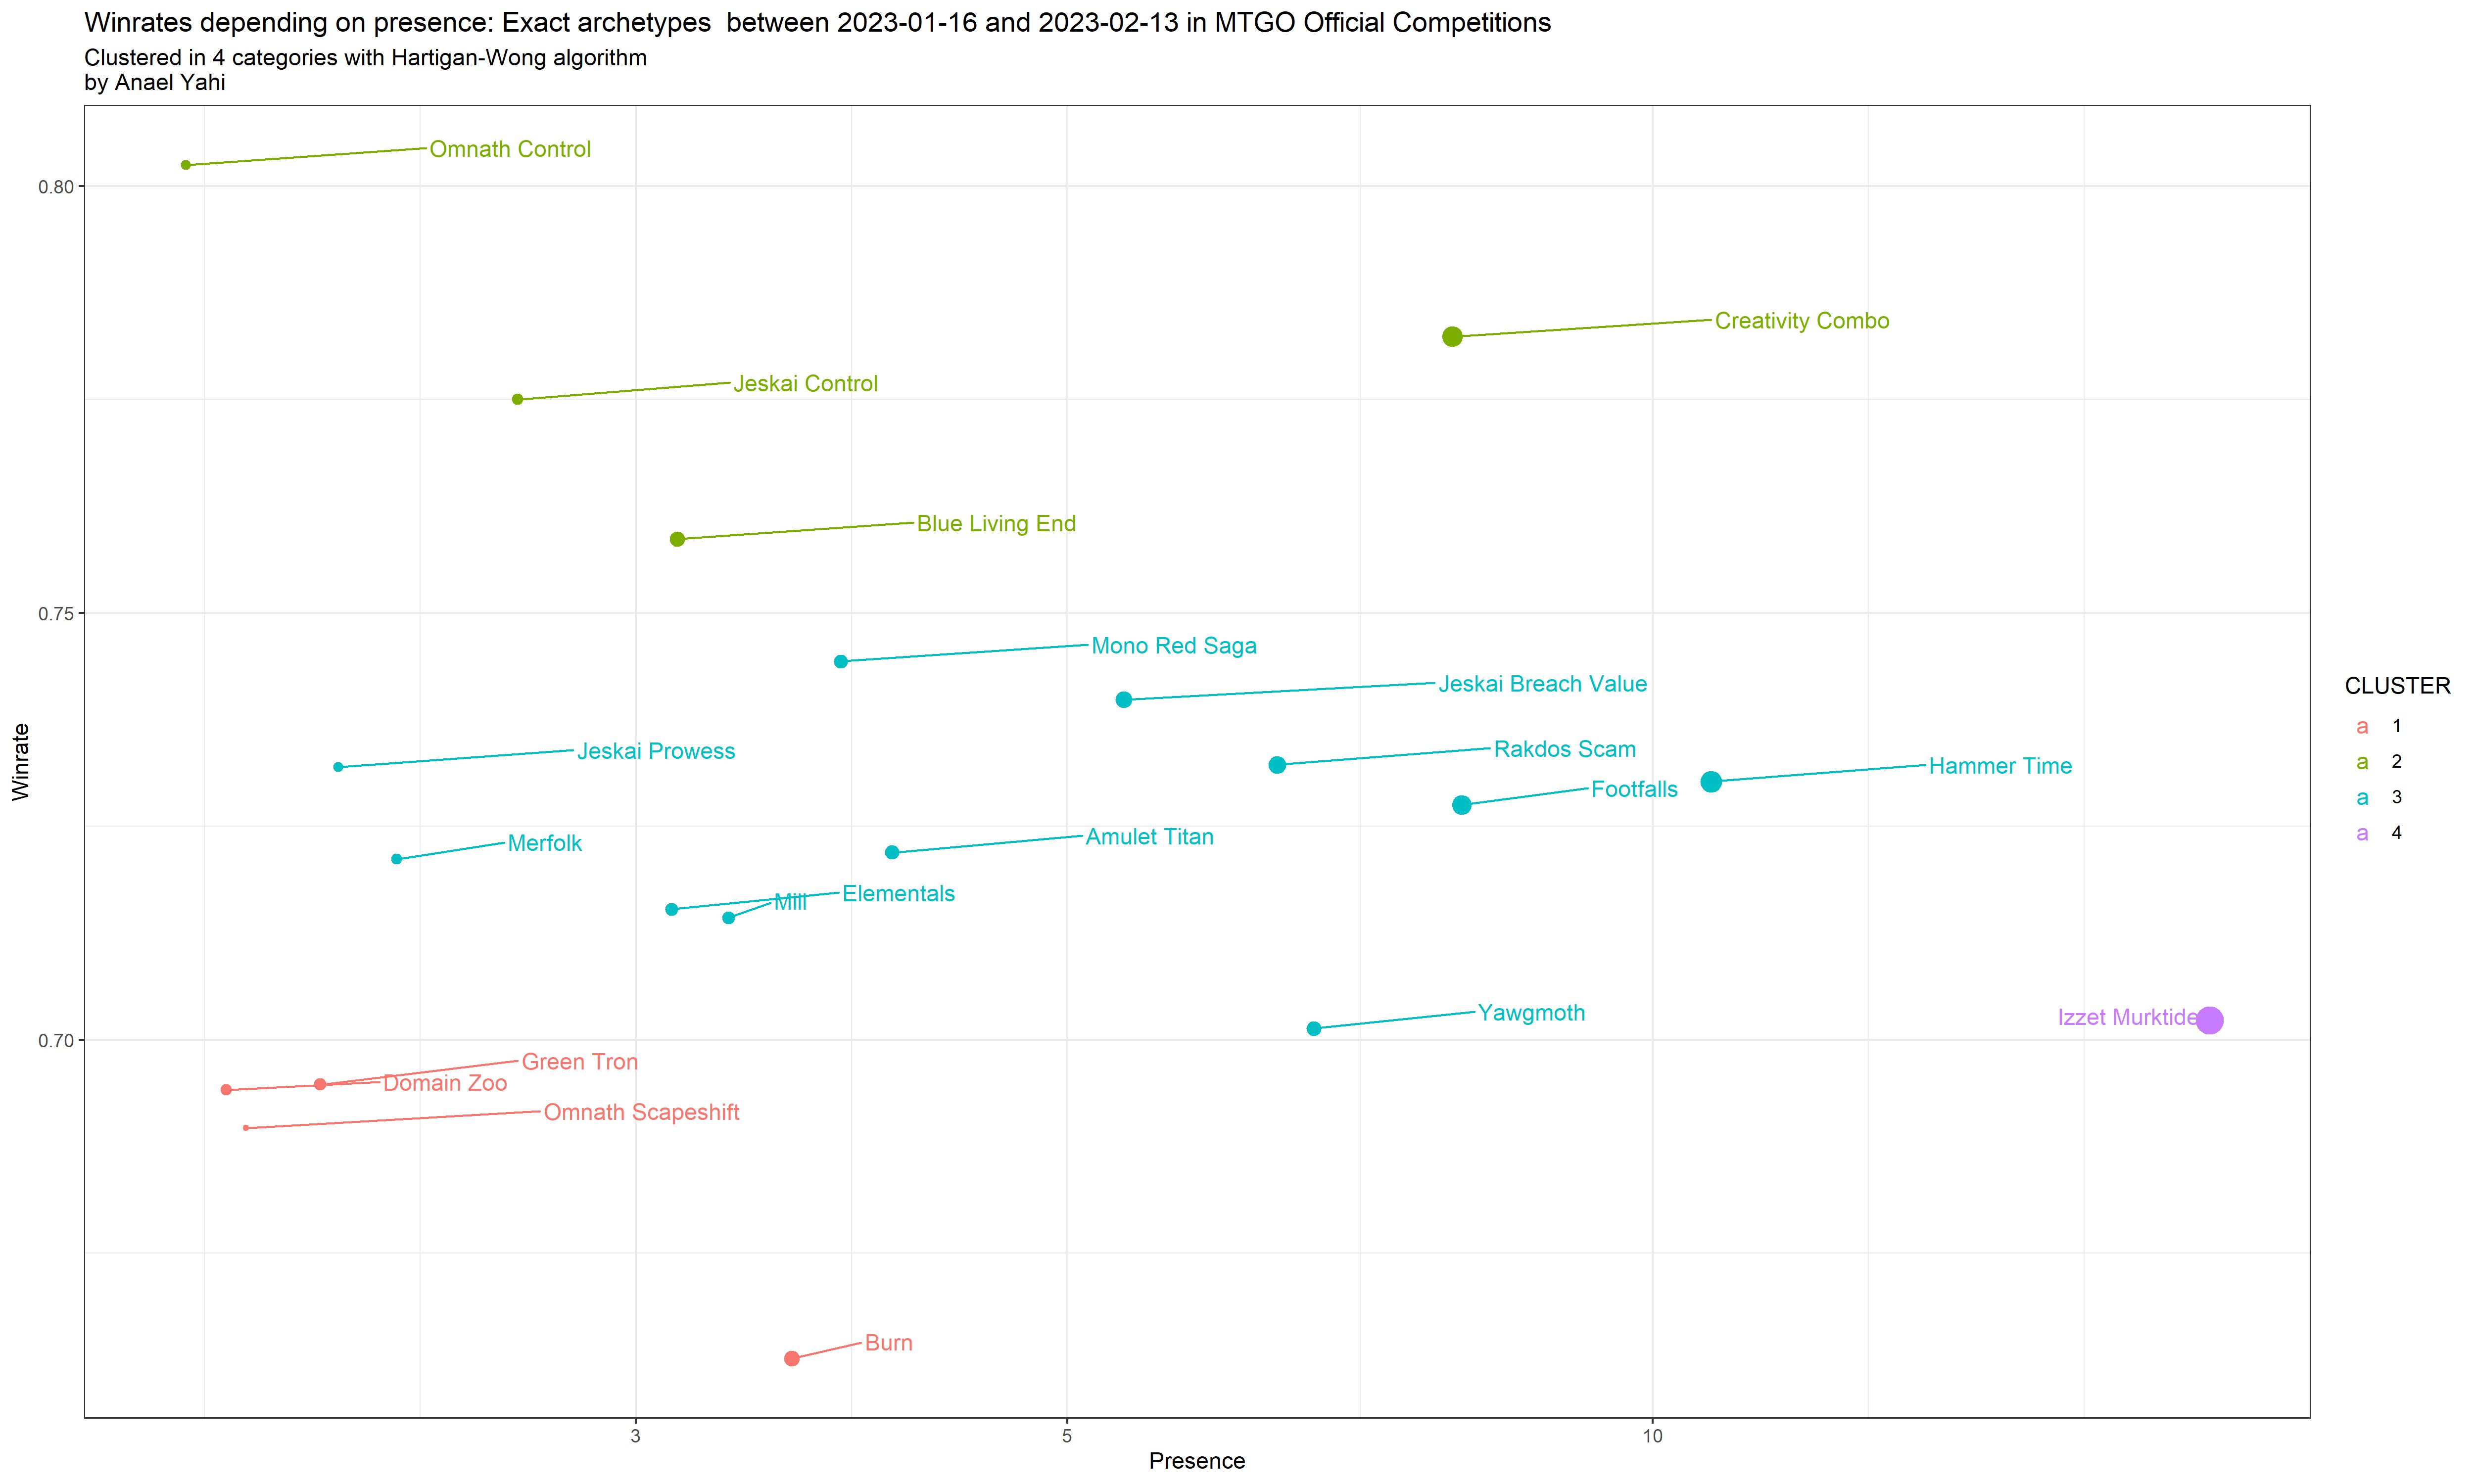 Winrates depending on presence: Exact archetypes  between 2023-01-16 and 2023-02-13 in MTGO Official Competitions
Clustered in 4 categories with Hartigan-Wong algorithm
by Anael Yahi
Omnath Control
0.80
Creativity Combo
Jeskai Control
Blue Living End
0.75
Mono Red Saga
Jeskai Breach Value
Jeskai Prowess
Rakdos Scam
Hammer Time
Footfalls
Merfolk
Amulet Titan
Elementals
Mill
Yawgmoth
Izzet Murktide
0.70
Green Tron
Domain Zoo
Omnath Scapeshift
Burn
Winrate
3
5
10
Presence
CLUSTER
a 1
a 2
a 3
a 4